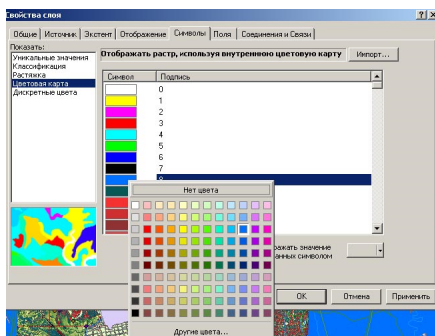 Свойства слоя
Общие Источник Экстент Отображение Символы Поля Соединения и Связи
Показать:
Уникальные значения
Классификация
Растяжка
Цветовая карта
Дискретные цвета
Отображать растр, используя внутреннюю цветовую карту
Импорт...
Символ Подпись
0
1
2
3
4
5
6
7
8
Нет цвета
Другие цвета...
ражать значение
анных символом
OK Отмена Применить